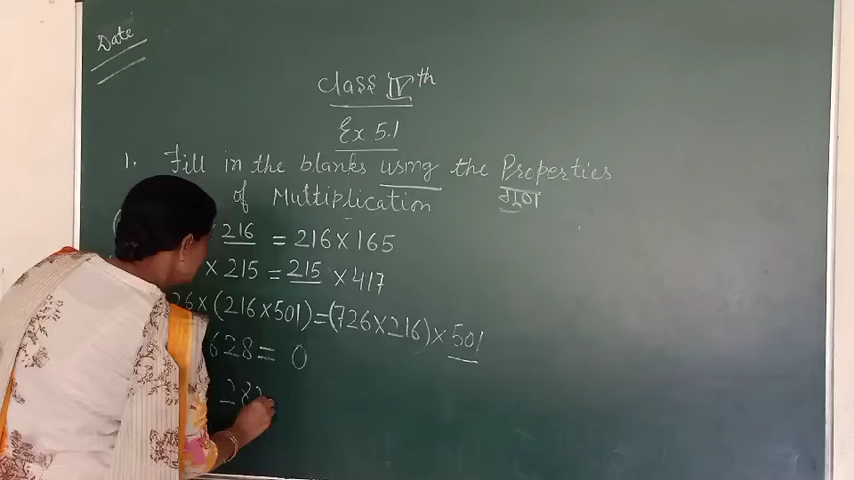 Date
Class IVth
Ex 5.1
1. Fill in the blanks using the Properties
of Multiplication गुण
216 = 216×165
× 215 = 215 × 417
26×(216×501)=(726×216)×501
628 = 0